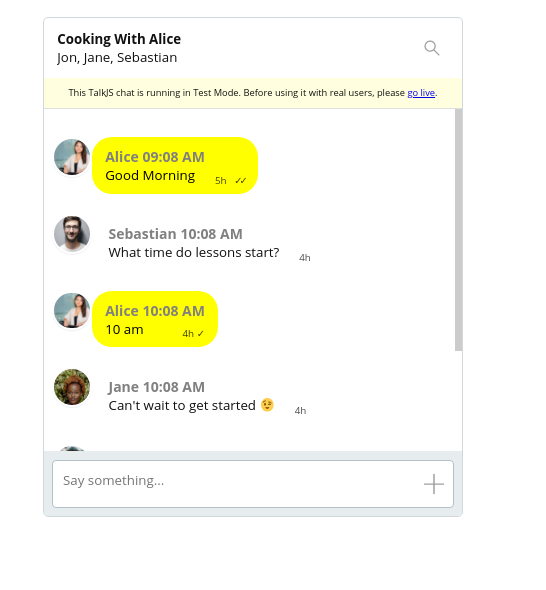 Cooking With Alice
Jon, Jane, Sebastian
This TalkJS chat is running in Test Mode. Before using it with real users, please go live.
Alice 09:08 AM
Good Morning 5h ✓✓
Sebastian 10:08 AM
What time do lessons start? 4h
Alice 10:08 AM
10 am 4h ✓
Jane 10:08 AM
Can't wait to get started 😉 4h
Say something...